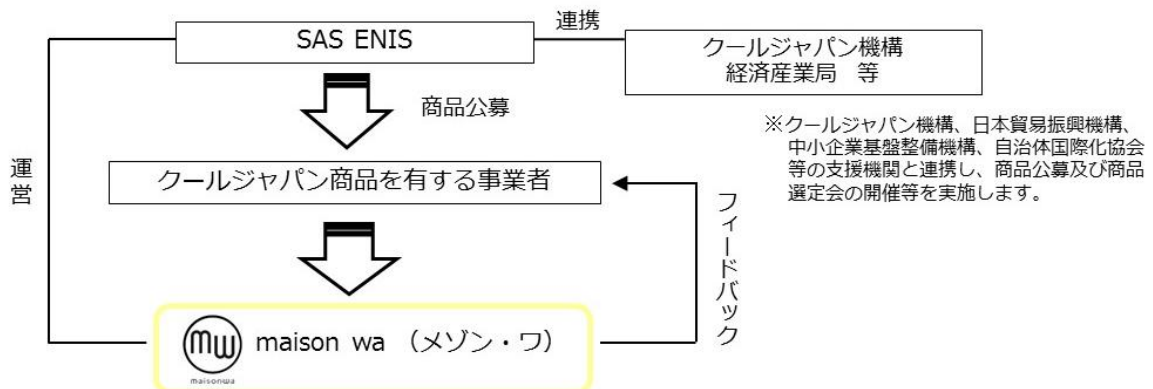 SAS ENIS
連携
クールジャパン機構
経済産業局　等
商品公募
※クールジャパン機構、日本貿易振興機構、
中小企業基盤整備機構、自治体国際化協会
等の支援機関と連携し、商品公募及び商品
選定会の開催等を実施します。
運営
クールジャパン商品を有する事業者
フィードバック
mw
maisonwa
maison wa （メゾン・ワ）